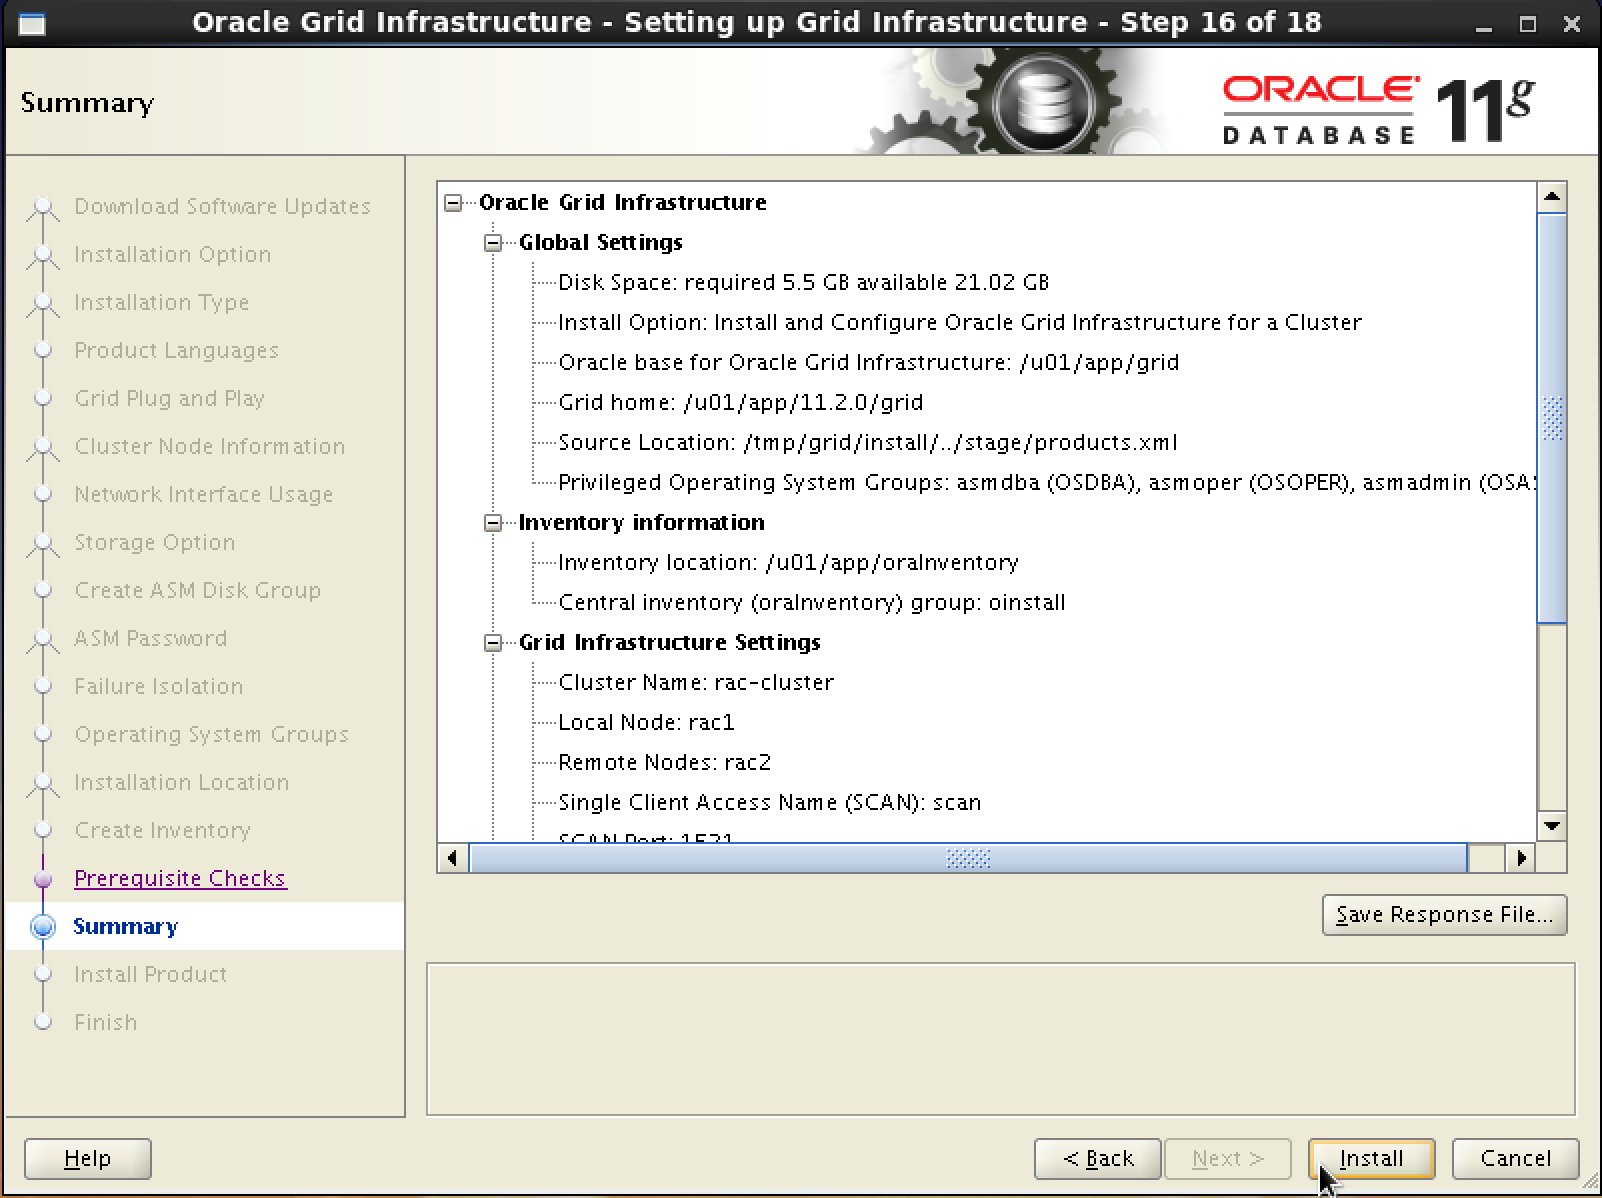 Oracle Grid Infrastructure - Setting up Grid Infrastructure - Step 16 of 18
Summary
ORACLE
DATABASE
11g
Download Software Updates
Installation Option
Installation Type
Product Languages
Grid Plug and Play
Cluster Node Information
Network Interface Usage
Storage Option
Create ASM Disk Group
ASM Password
Failure Isolation
Operating System Groups
Installation Location
Create Inventory
Prerequisite Checks
Summary
Install Product
Finish
Oracle Grid Infrastructure
Global Settings
Disk Space: required 5.5 GB available 21.02 GB
Install Option: Install and Configure Oracle Grid Infrastructure for a Cluster
Oracle base for Oracle Grid Infrastructure: /u01/app/grid
Grid home: /u01/app/11.2.0/grid
Source Location: /tmp/grid/install/../stage/products.xml
Privileged Operating System Groups: asmdba (OSDBA), asmoper (OSOPER), asmadmin (OSA
Inventory information
Inventory location: /u01/app/oraInventory
Central inventory (oraInventory) group: oinstall
Grid Infrastructure Settings
Cluster Name: rac-cluster
Local Node: rac1
Remote Nodes: rac2
Single Client Access Name (SCAN): scan
SCAN Port: 1521
Save Response File...
Help
< Back
Next >
Install
Cancel